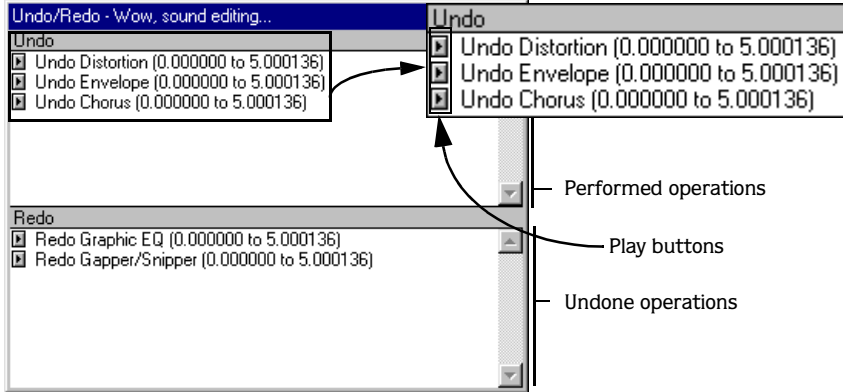 Undo/Redo - Wow, sound editing...
Undo
Undo Distortion (0.000000 to 5.000136)
Undo Envelope (0.000000 to 5.000136)
Undo Chorus (0.000000 to 5.000136)
Undo
Undo Distortion (0.000000 to 5.000136)
Undo Envelope (0.000000 to 5.000136)
Undo Chorus (0.000000 to 5.000136)
Performed operations
Redo
Redo Graphic EQ (0.000000 to 5.000136)
Redo Gapper/Snipper (0.000000 to 5.000136)
Play buttons
Undone operations